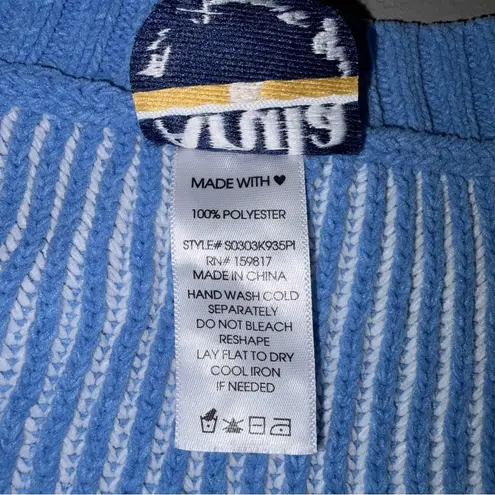 MADE WITH ♥
100% POLYESTER
STYLE# S0303K935PI
RN# 159817
MADE IN CHINA
HAND WASH COLD
SEPARATELY
DO NOT BLEACH
RESHAPE
LAY FLAT TO DRY
COOL IRON
IF NEEDED